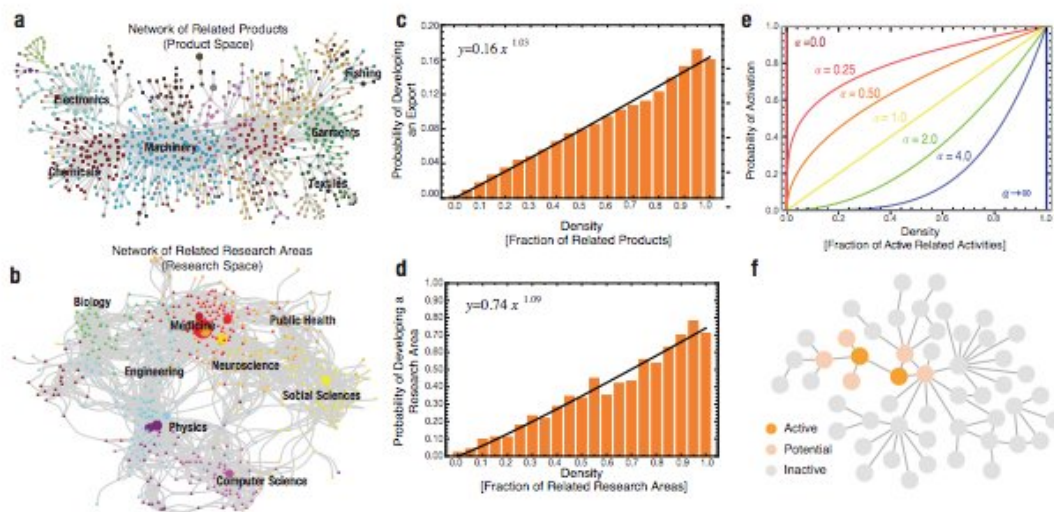 a
Network of Related Products
(Product Space)
Fishing
Electronics
Garments
Machinery
Chemicals
Textiles
b
Network of Related Research Areas
(Research Space)
Biology
Medicine
Public Health
Neuroscience
Engineering
Social Sciences
Physics
Computer Science
c
y=0.16 x 1.03
Probability of Developing
an Export
0.20
0.16
0.12
0.08
0.04
0.00
0.0 0.1 0.2 0.3 0.4 0.5 0.6 0.7 0.8 0.9 1.0
Density
[Fraction of Related Products]
d
y=0.74 x 1.09
Probability of Developing a
Research Area
1.00
0.90
0.80
0.70
0.60
0.50
0.40
0.30
0.20
0.10
0.00
0.0 0.1 0.2 0.3 0.4 0.5 0.6 0.7 0.8 0.9 1.0
Density
[Fraction of Related Research Areas]
e
Probability of Activation
1.0
0.8
0.6
0.4
0.2
0.0
α=0.0
α = 0.25
α = 0.50
α = 1.0
α = 2.0
α = 4.0
α→∞
0.0 0.2 0.4 0.6 0.8 1.0
Density
[Fraction of Active Related Activities]
f
Active
Potential
Inactive